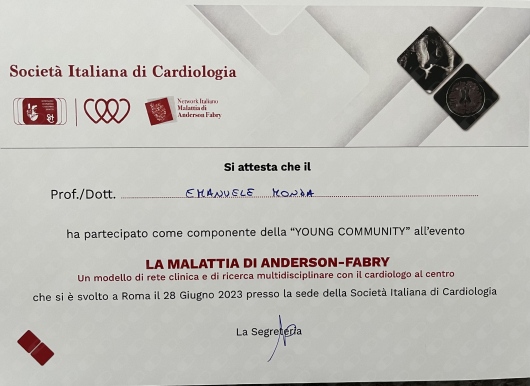 Società Italiana di Cardiologia
Network Italiano
Malattia di
Anderson Fabry
Si attesta che il
Prof./Dott. EMANUELE MONDA
ha partecipato come componente della “YOUNG COMMUNITY” all’evento
LA MALATTIA DI ANDERSON-FABRY
Un modello di rete clinica e di ricerca multidisciplinare con il cardiologo al centro
che si è svolto a Roma il 28 Giugno 2023 presso la sede della Società Italiana di Cardiologia
La Segreteria